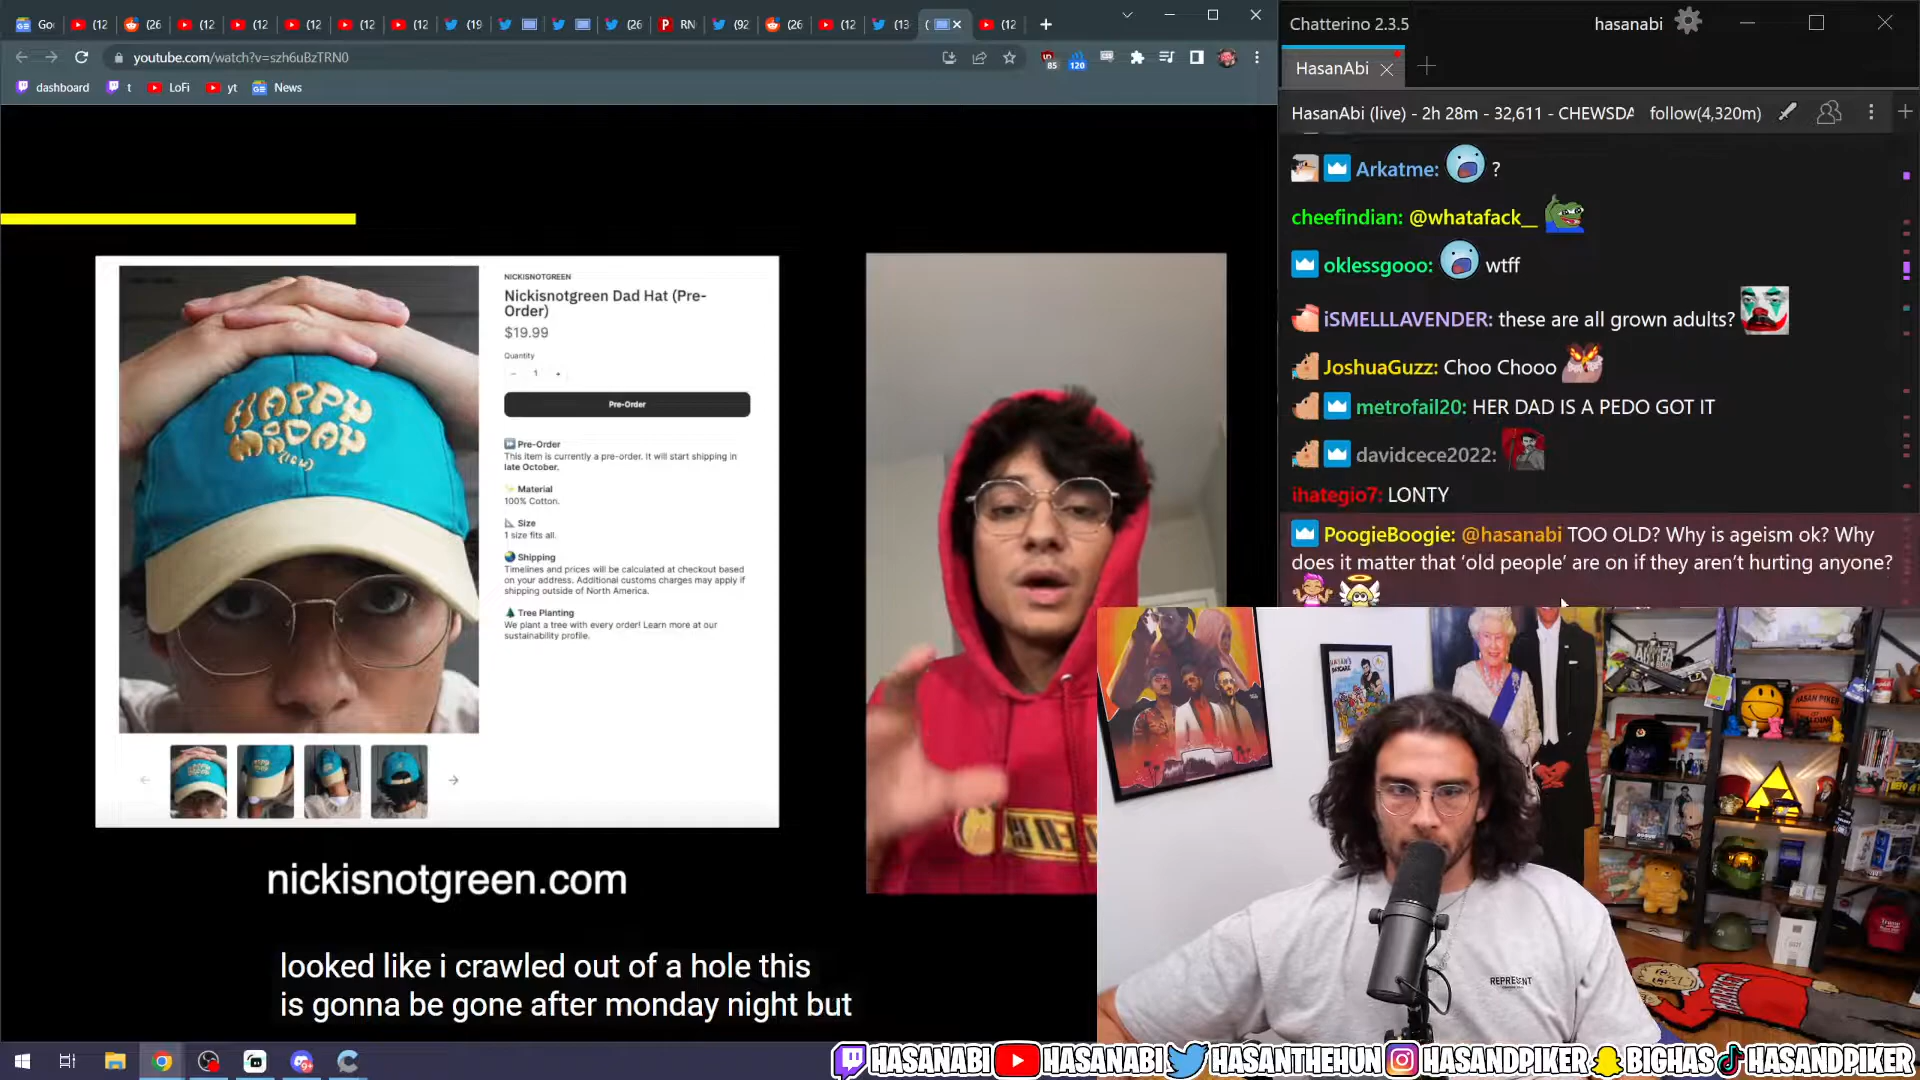 youtube.com/watch?v=szh6uBzTRN0
dashboard
t
LoFi
yt
News
NICKISNOTGREEN
Nickisnotgreen Dad Hat (Pre-
Order)
$19.99
Quantity
- 1 +
Pre-Order
Pre-Order
This item is currently a pre-order. It will start shipping in
late October.
Material
100% Cotton.
Size
1 size fits all.
Shipping
Timelines and prices will be calculated at checkout based
on your address. Additional customs charges may apply if
shipping outside of North America.
Tree Planting
We plant a tree with every order! Learn more at our
sustainability profile.
HAPPY
nickisnotgreen.com
looked like i crawled out of a hole this
is gonna be gone after monday night but
Chatterino 2.3.5
hasanabi
HasanAbi
HasanAbi (live) - 2h 28m - 32,611 - CHEWSDA
follow(4,320m)
Arkatme: ?
cheefindian: @whatafack__
oklessgooo: wtff
iSMELLLAVENDER: these are all grown adults?
JoshuaGuzz: Choo Chooo
metrofail20: HER DAD IS A PEDO GOT IT
davidcece2022:
ihategio7: LONTY
PoogieBoogie: @hasanabi TOO OLD? Why is ageism ok? Why
does it matter that 'old people' are on if they aren't hurting anyone?
REPRESENT
HASANABI
HASANABI
HASANTHEHUN
HASANDPIKER
BIGHAS
HASANDPIKER